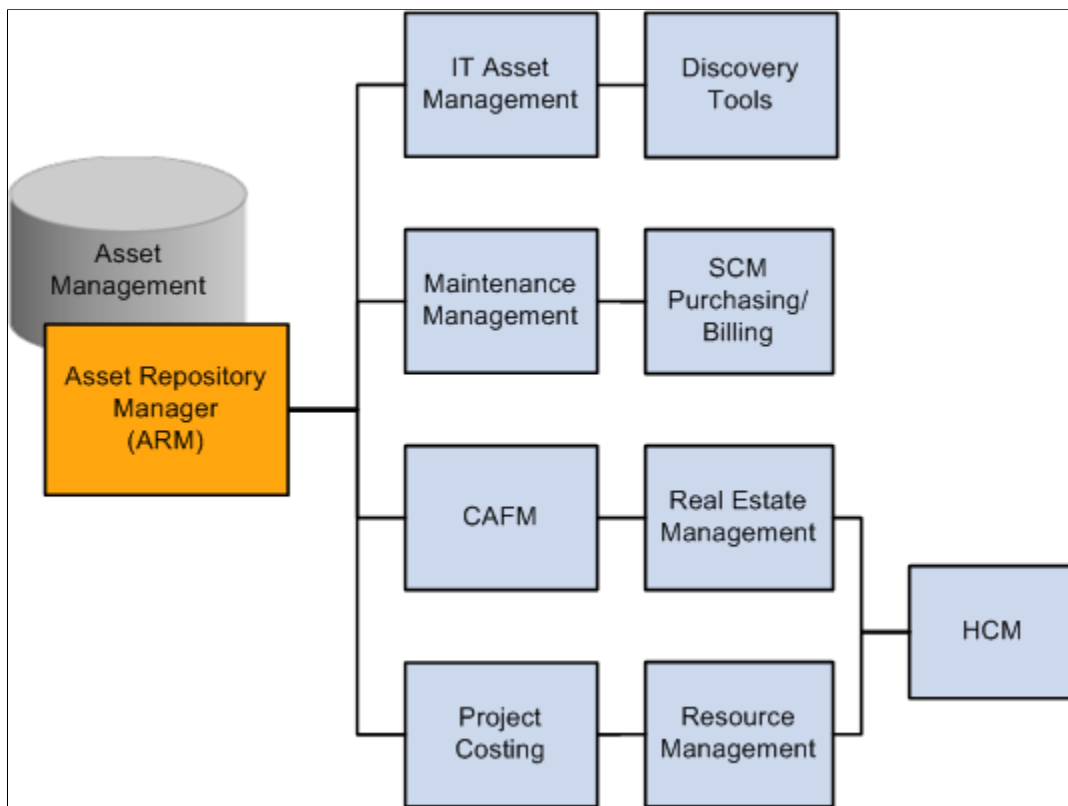 IT Asset
Management
Discovery
Tools
Asset
Management
Maintenance
Management
SCM
Purchasing/
Billing
Asset Repository
Manager
(ARM)
CAFM
Real Estate
Management
HCM
Project
Costing
Resource
Management